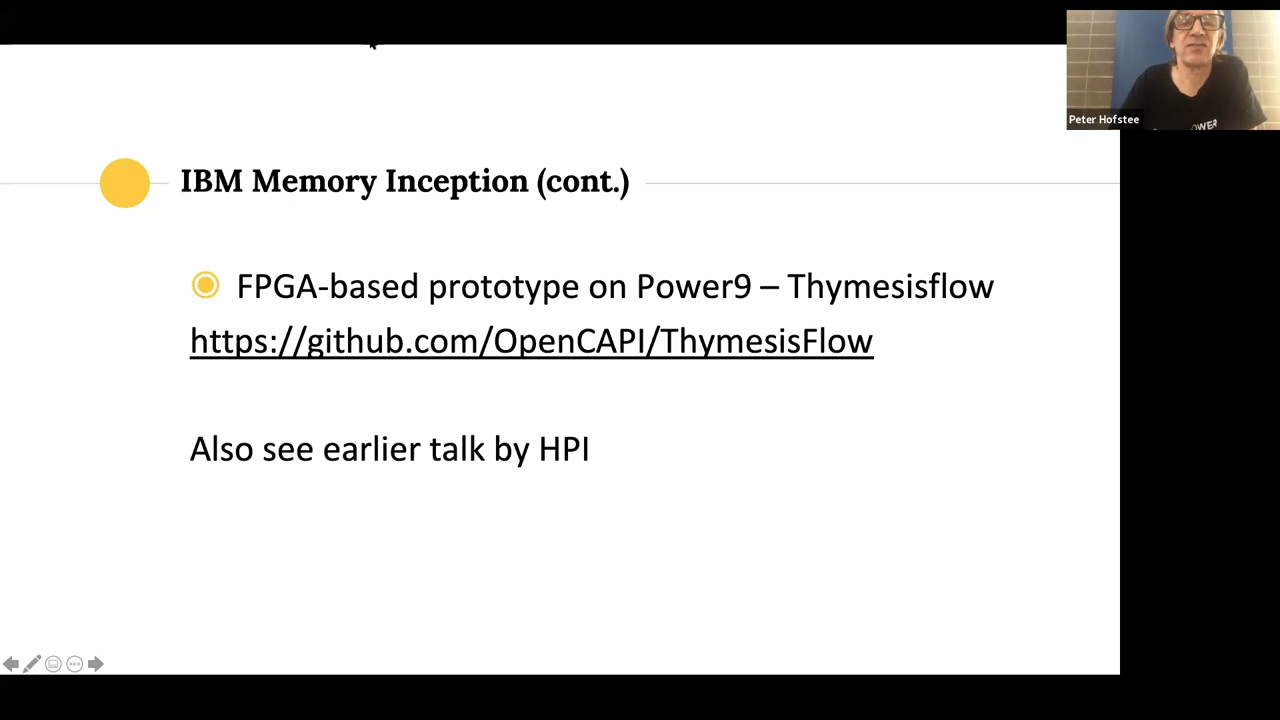 Peter Hofstee
IBM Memory Inception (cont.)
FPGA-based prototype on Power9 – Thymesisflow
https://github.com/OpenCAPI/ThymesisFlow
Also see earlier talk by HPI